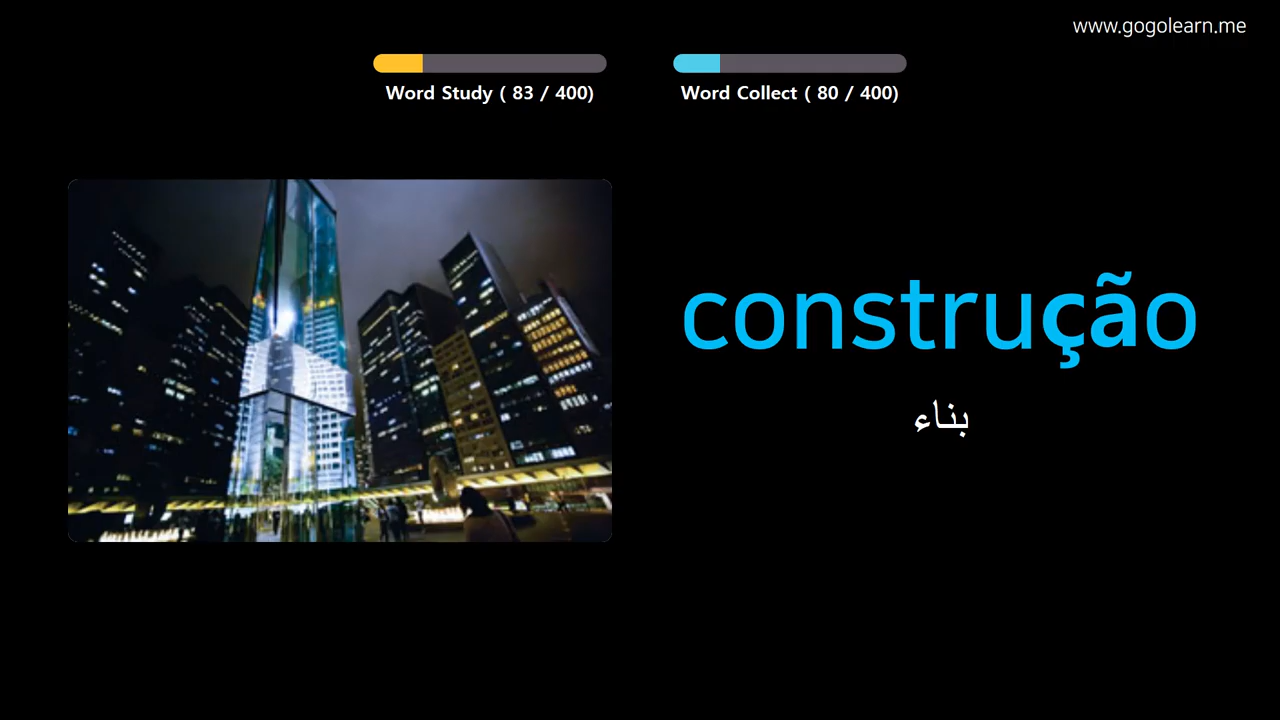 www.gogolearn.me
Word Study ( 83 / 400)
Word Collect ( 80 / 400)
construção
بناء